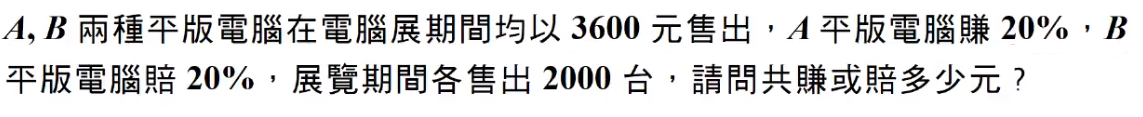 A, B 兩種平版電腦在電腦展期間均以 3600 元售出，A 平版電腦賺 20%，B
平版電腦賠 20%，展覽期間各售出 2000 台，請問共賺或賠多少元？